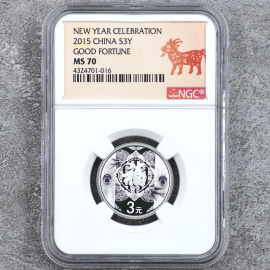 NEW YEAR CELEBRATION
2015 CHINA S3Y
GOOD FORTUNE
MS 70
4324701-016
NGC
3元